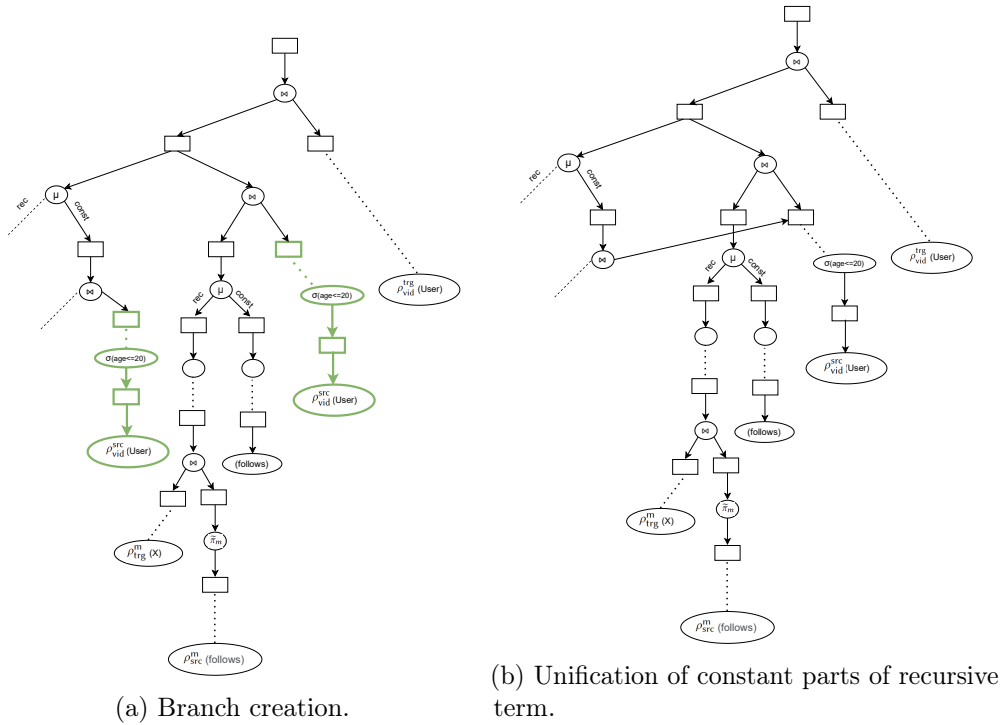 ⋈
μ
rec
const
⋈
⋈
σ(age<=20)
ρ^src_vid (User)
μ
rec
const
σ(age<=20)
ρ^src_vid (User)
ρ^trg_vid (User)
⋈
(follows)
ρ^m_trg (X)
π̃_m
ρ^m_src (follows)
(a) Branch creation.
⋈
μ
rec
const
⋈
⋈
μ
rec
const
σ(age<=20)
ρ^src_vid (User)
ρ^trg_vid (User)
⋈
(follows)
ρ^m_trg (X)
π̃_m
ρ^m_src (follows)
(b) Unification of constant parts of recursive
term.